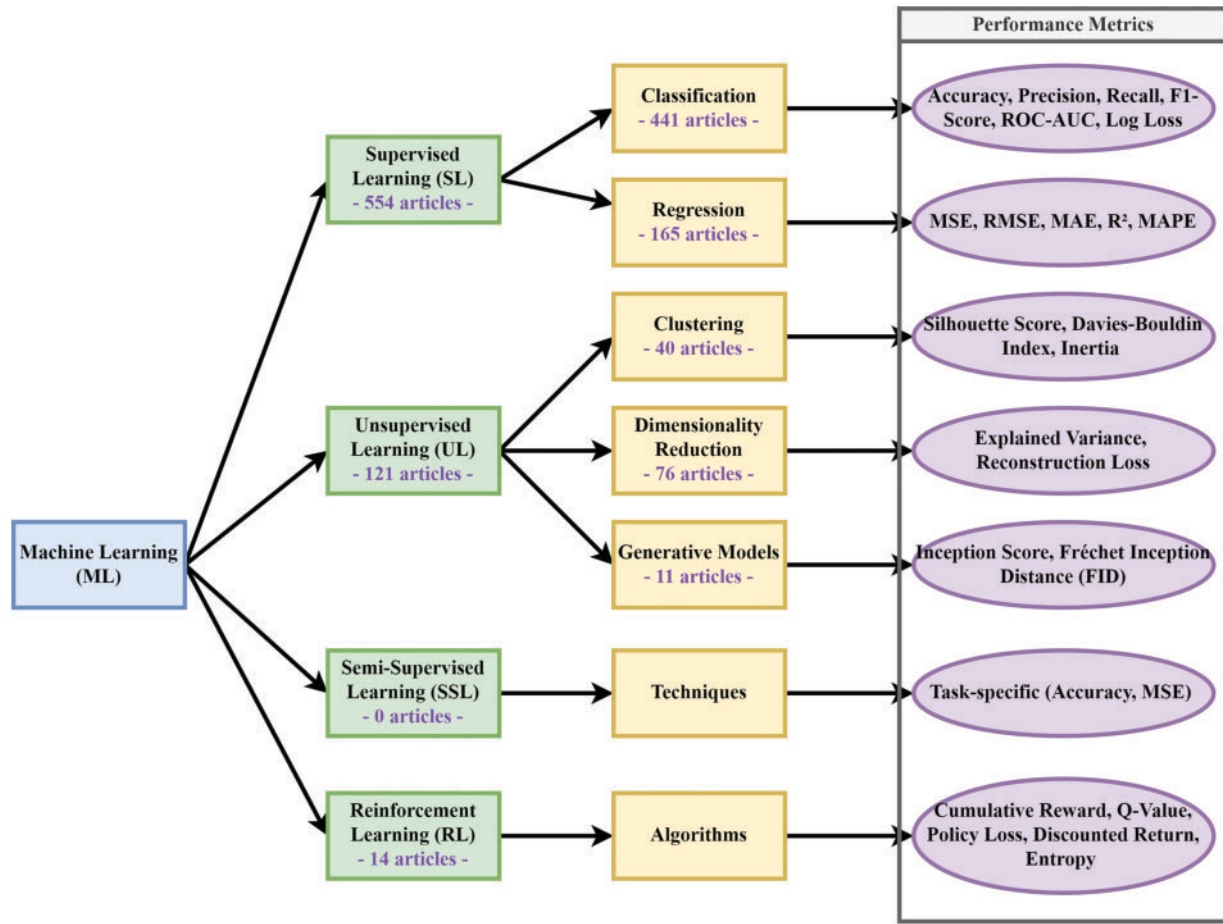 Performance Metrics
Classification
- 441 articles -
Accuracy, Precision, Recall, F1-
Score, ROC-AUC, Log Loss
Supervised
Learning (SL)
- 554 articles -
Regression
- 165 articles -
MSE, RMSE, MAE, R², MAPE
Clustering
- 40 articles -
Silhouette Score, Davies-Bouldin
Index, Inertia
Unsupervised
Learning (UL)
- 121 articles -
Dimensionality
Reduction
- 76 articles -
Explained Variance,
Reconstruction Loss
Machine Learning
(ML)
Generative Models
- 11 articles -
Inception Score, Fréchet Inception
Distance (FID)
Semi-Supervised
Learning (SSL)
- 0 articles -
Techniques
Task-specific (Accuracy, MSE)
Reinforcement
Learning (RL)
- 14 articles -
Algorithms
Cumulative Reward, Q-Value,
Policy Loss, Discounted Return,
Entropy